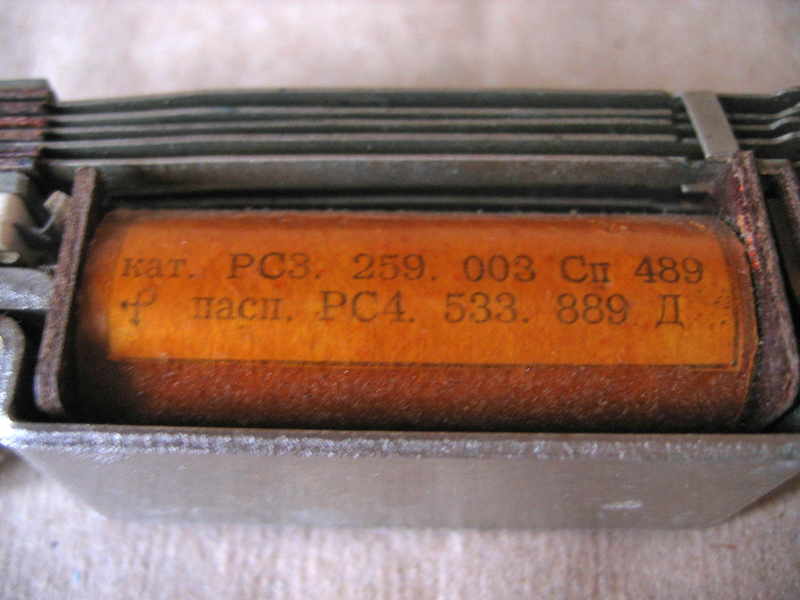 кат. РС3. 259. 003 Сп 489
пасп. РС4. 533. 889 Д